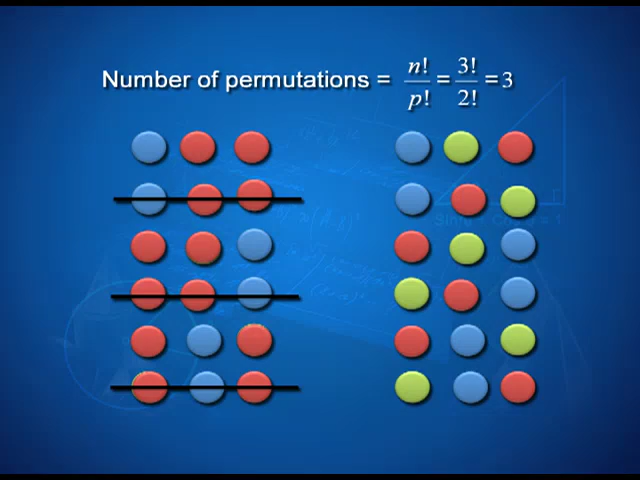 Number of permutations = n!/p! = 3!/2! = 3